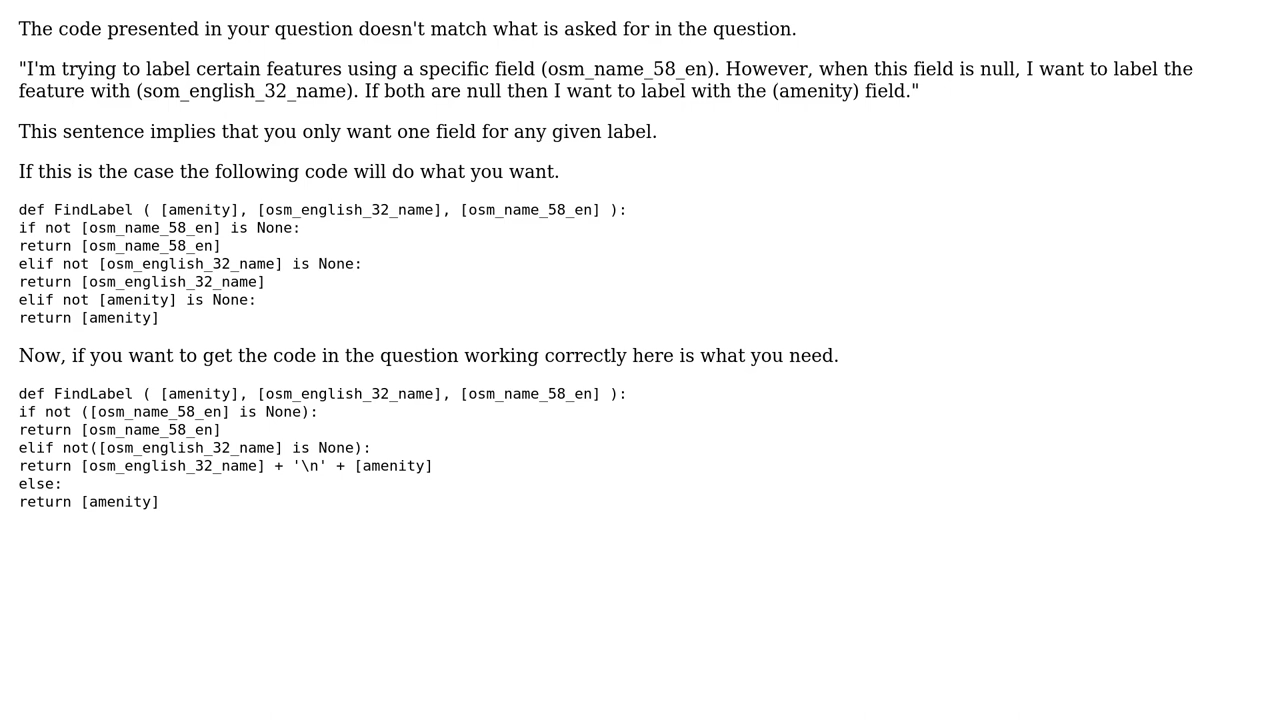 The code presented in your question doesn't match what is asked for in the question.
"I'm trying to label certain features using a specific field (osm_name_58_en). However, when this field is null, I want to label the
feature with (som_english_32_name). If both are null then I want to label with the (amenity) field."
This sentence implies that you only want one field for any given label.
If this is the case the following code will do what you want.
def FindLabel ( [amenity], [osm_english_32_name], [osm_name_58_en] ):
if not [osm_name_58_en] is None:
return [osm_name_58_en]
elif not [osm_english_32_name] is None:
return [osm_english_32_name]
elif not [amenity] is None:
return [amenity]
Now, if you want to get the code in the question working correctly here is what you need.
def FindLabel ( [amenity], [osm_english_32_name], [osm_name_58_en] ):
if not ([osm_name_58_en] is None):
return [osm_name_58_en]
elif not([osm_english_32_name] is None):
return [osm_english_32_name] + '\n' + [amenity]
else:
return [amenity]